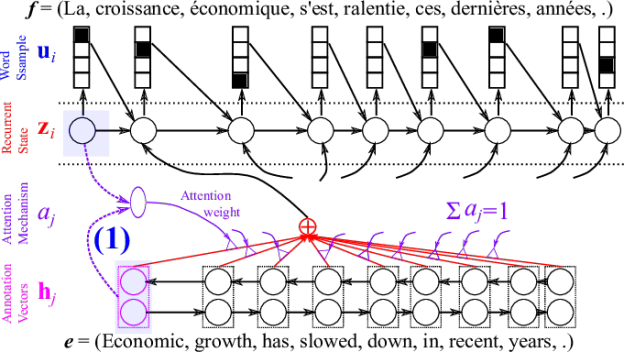 f = (La, croissance, économique, s'est, ralentie, ces, dernières, années, .)
Word
Ssample
u_i
Recurrent
State
z_i
Attention
Mechanism
a_j
Attention
weight
Σ a_j=1
(1)
Annotation
Vectors
h_j
e = (Economic, growth, has, slowed, down, in, recent, years, .)